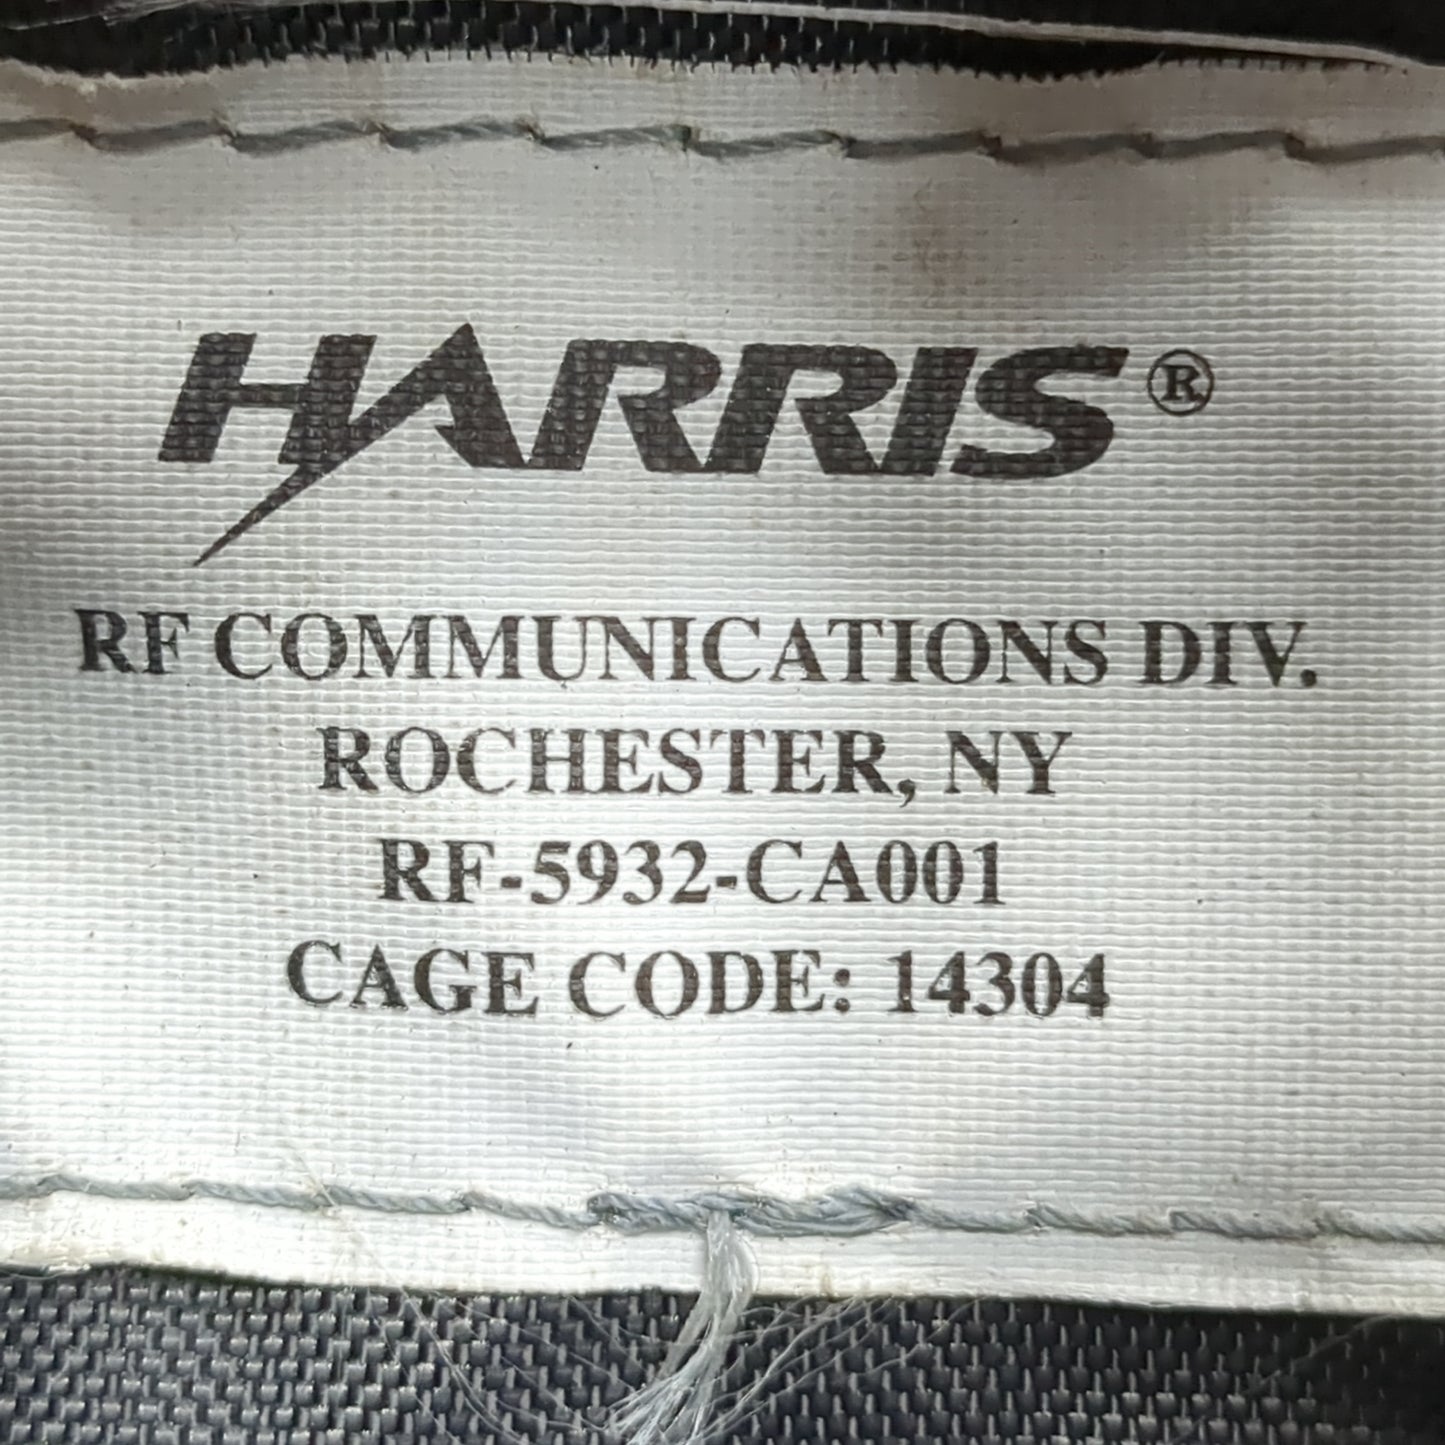 HARRIS®
RF COMMUNICATIONS DIV.
ROCHESTER, NY
RF-5932-CA001
CAGE CODE: 14304